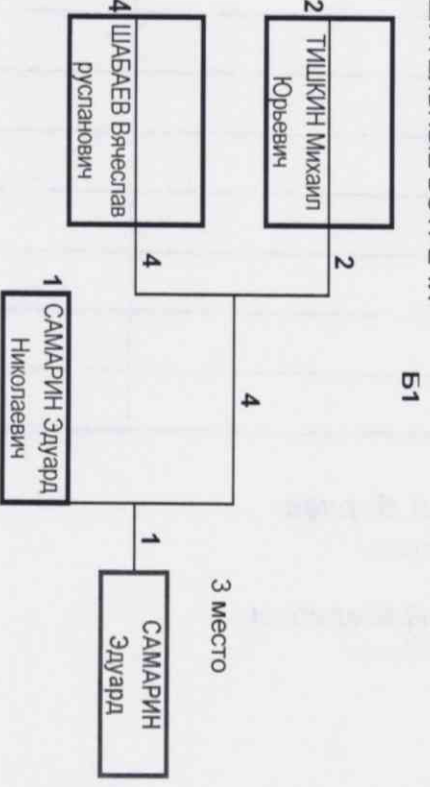 Б1
2
ТИШКИН Михаил
Юрьевич
2
4
ШАБАЕВ Вячеслав
русланович
4
4
1
САМАРИН Эдуард
Николаевич
1
3 место
САМАРИН
Эдуард